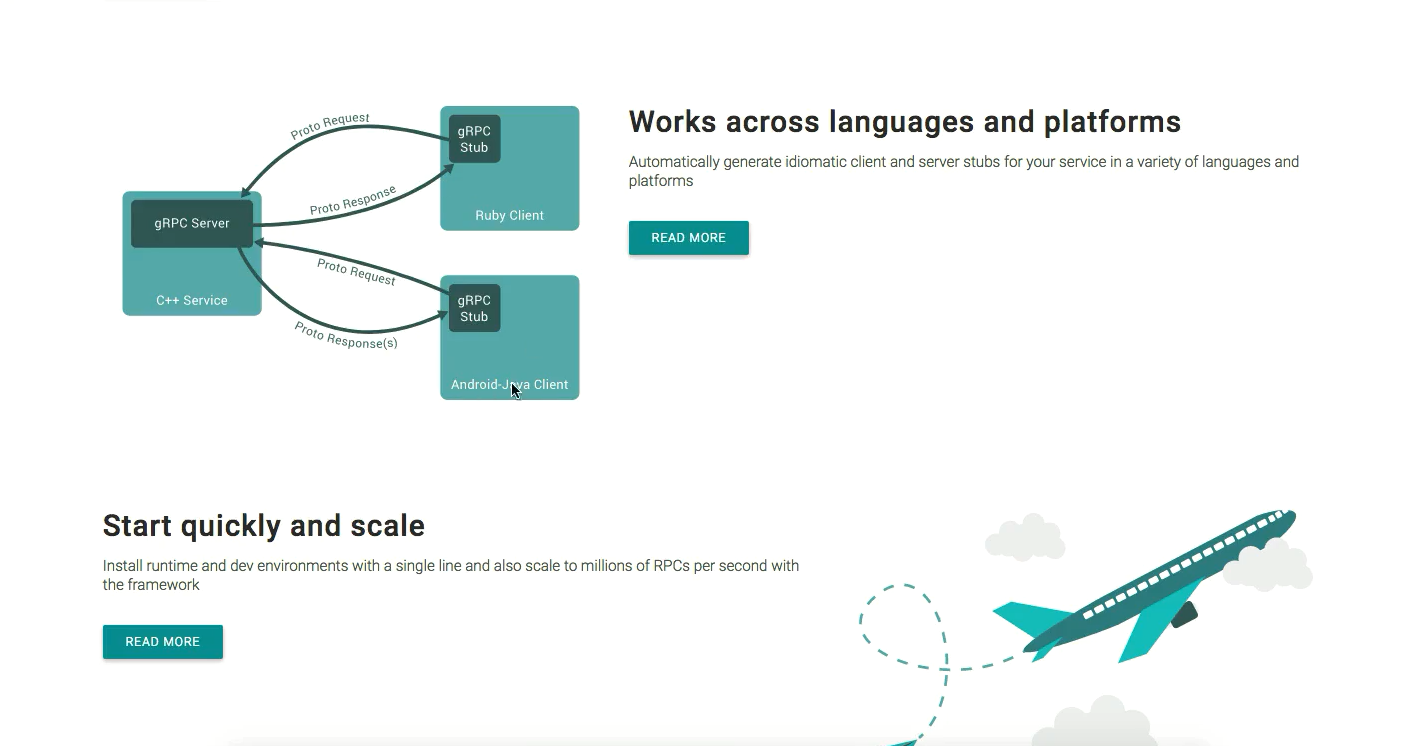 Proto Request
gRPC
Stub
Proto Response
Ruby Client
gRPC Server
C++ Service
Proto Request
gRPC
Stub
Proto Response(s)
Android-Java Client
Works across languages and platforms
Automatically generate idiomatic client and server stubs for your service in a variety of languages and
platforms
READ MORE
Start quickly and scale
Install runtime and dev environments with a single line and also scale to millions of RPCs per second with
the framework
READ MORE